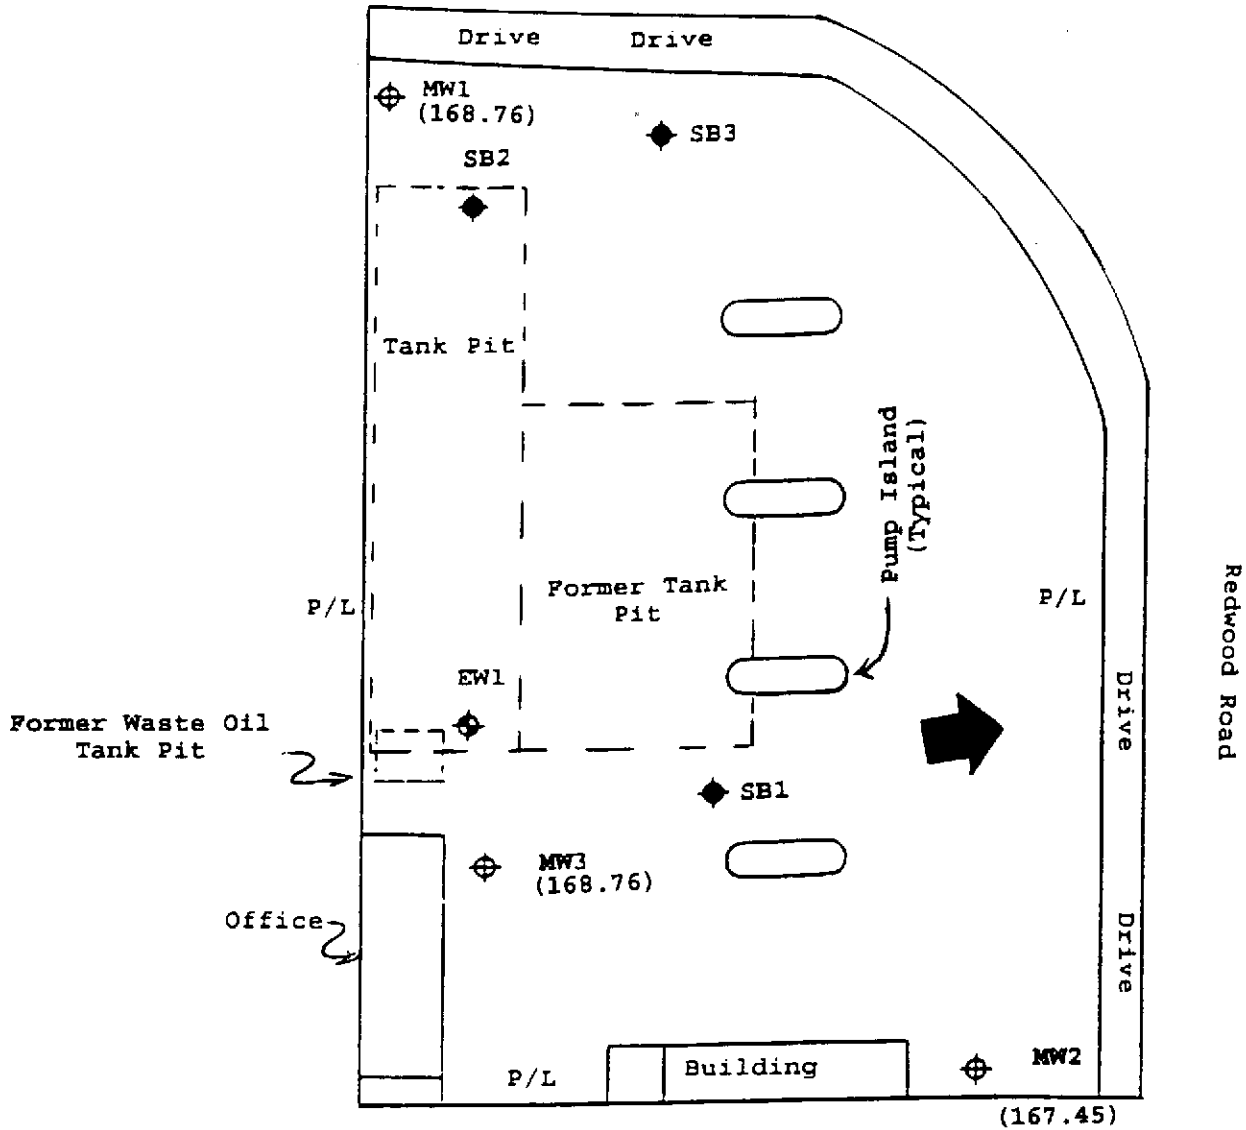 Drive Drive
MW1
(168.76)
SB3
SB2
Tank Pit
Pump Island
(Typical)
Former Tank
Pit
P/L
P/L
Redwood Road
EW1
Former Waste Oil
Tank Pit
Drive
SB1
MW3
(168.76)
Office
Drive
MW2
Building
P/L
(167.45)